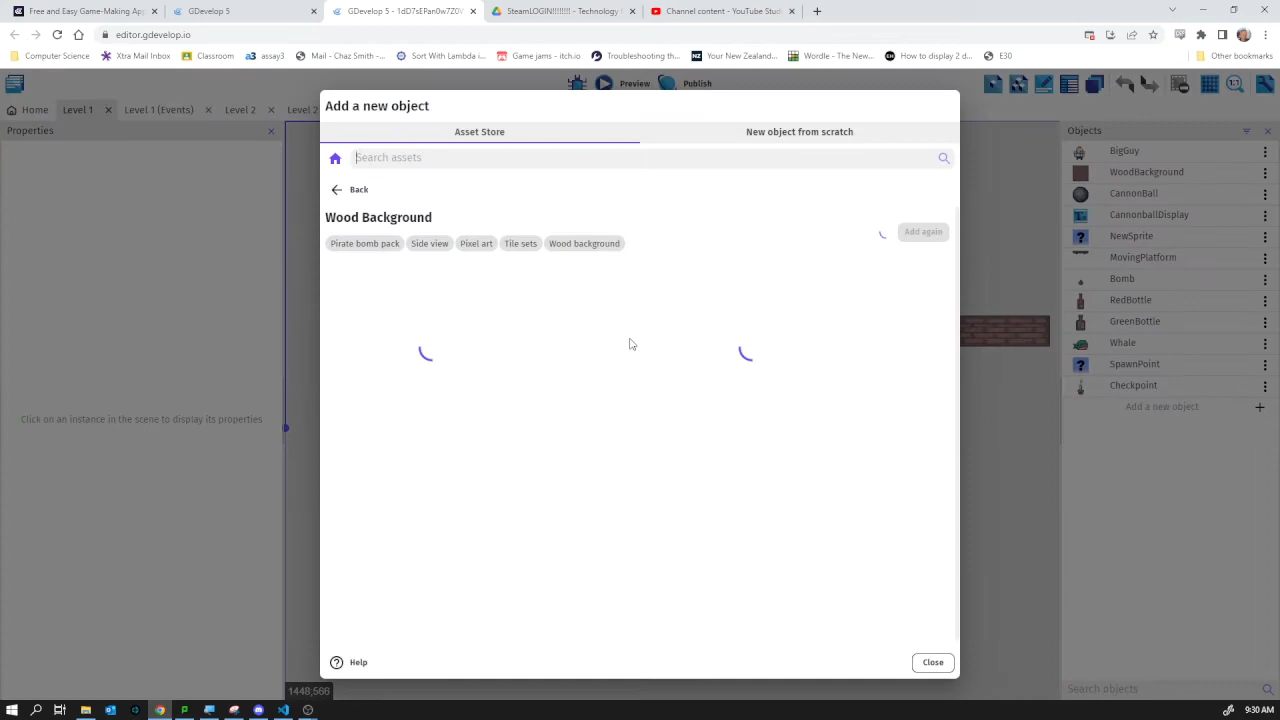 Free and Easy Game-Making App
GDevelop 5
GDevelop 5 - 1dD7sEPan0w7Z0V
SteamLOGIN!!!!!!!! - Technology
Channel content - YouTube Stud
editor.gdevelop.io
Computer Science
Xtra Mail Inbox
Classroom
a3 assay3
Mail - Chaz Smith -...
Sort With Lambda i...
Game jams - itch.io
Troubleshooting th...
Your New Zealand...
Wordle - The New...
How to display 2 d...
E30
Other bookmarks
Preview
Publish
Home
Level 1
Level 1 (Events)
Level 2
Level 2
Properties
Click on an instance in the scene to display its properties
1448;566
Add a new object
Asset Store
New object from scratch
Search assets
Back
Wood Background
Add again
Pirate bomb pack
Side view
Pixel art
Tile sets
Wood background
Help
Close
Objects
BigGuy
WoodBackground
CannonBall
CannonballDisplay
NewSprite
MovingPlatform
Bomb
RedBottle
GreenBottle
Whale
SpawnPoint
Checkpoint
Add a new object
Search objects
9:30 AM